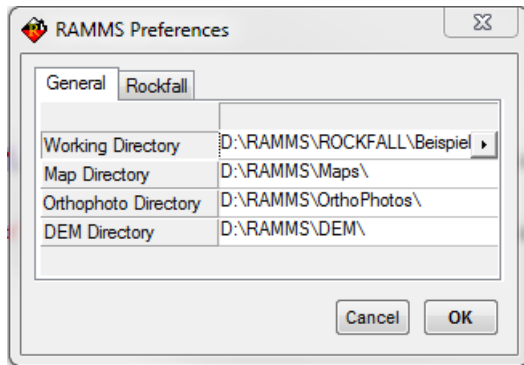 RAMMS Preferences
General Rockfall
Working Directory D:\RAMMS\ROCKFALL\Beispiel
Map Directory D:\RAMMS\Maps\
Orthophoto Directory D:\RAMMS\OrthoPhotos\
DEM Directory D:\RAMMS\DEM\
Cancel OK